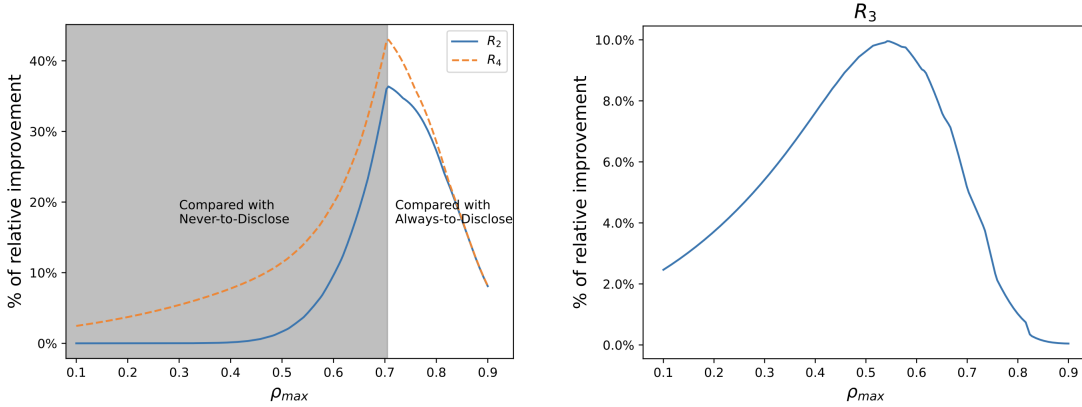 % of relative improvement
40%
30%
20%
10%
0%
R₂
R₄
Compared with
Never-to-Disclose
Compared with
Always-to-Disclose
0.1 0.2 0.3 0.4 0.5 0.6 0.7 0.8 0.9
ρmax
R₃
% of relative improvement
10.0%
8.0%
6.0%
4.0%
2.0%
0.0%
0.1 0.2 0.3 0.4 0.5 0.6 0.7 0.8 0.9
ρmax